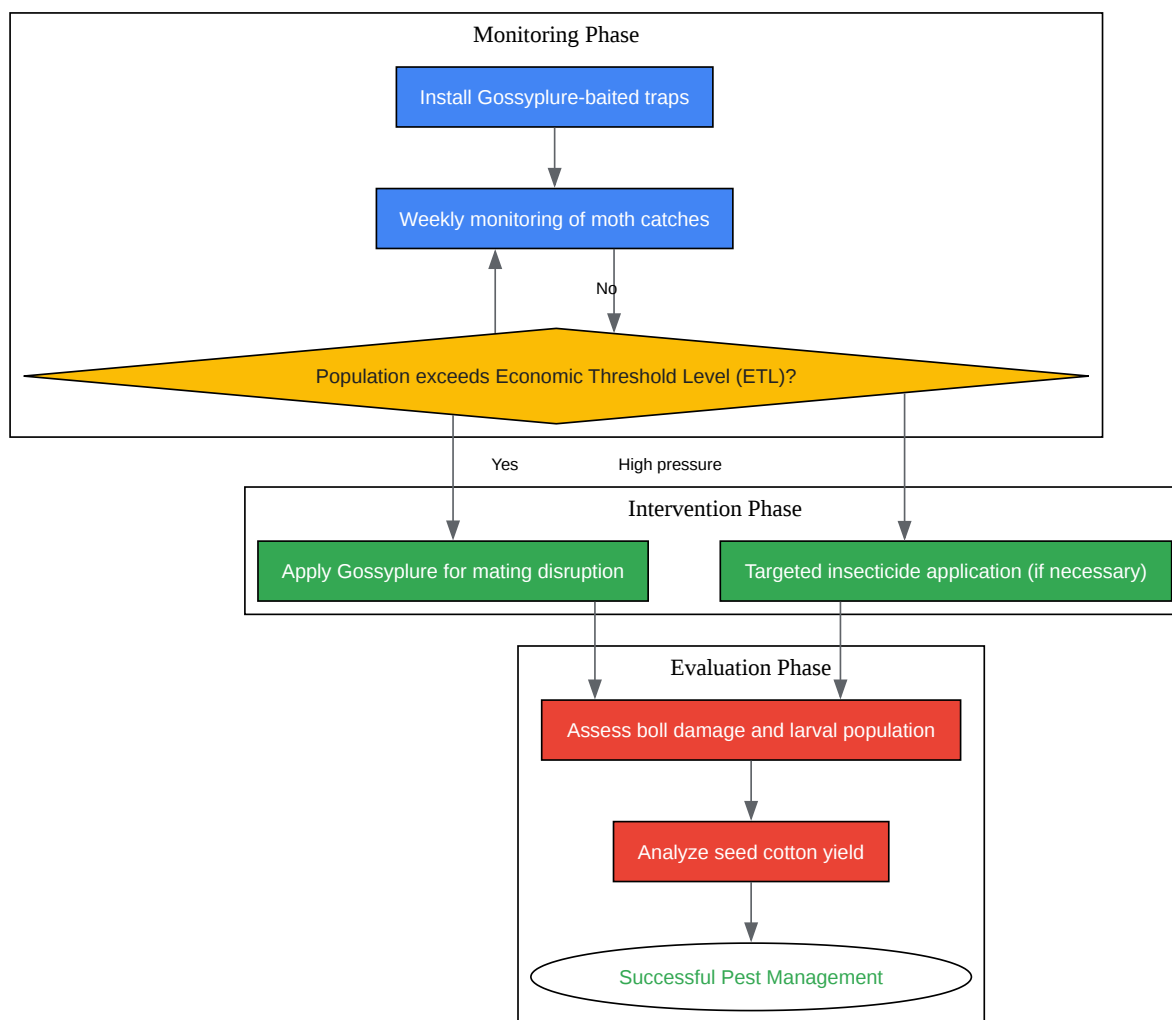 Monitoring Phase
Install Gossyplure-baited traps
Weekly monitoring of moth catches
No
Population exceeds Economic Threshold Level (ETL)?
Yes
High pressure
Intervention Phase
Apply Gossyplure for mating disruption
Targeted insecticide application (if necessary)
Evaluation Phase
Assess boll damage and larval population
Analyze seed cotton yield
Successful Pest Management